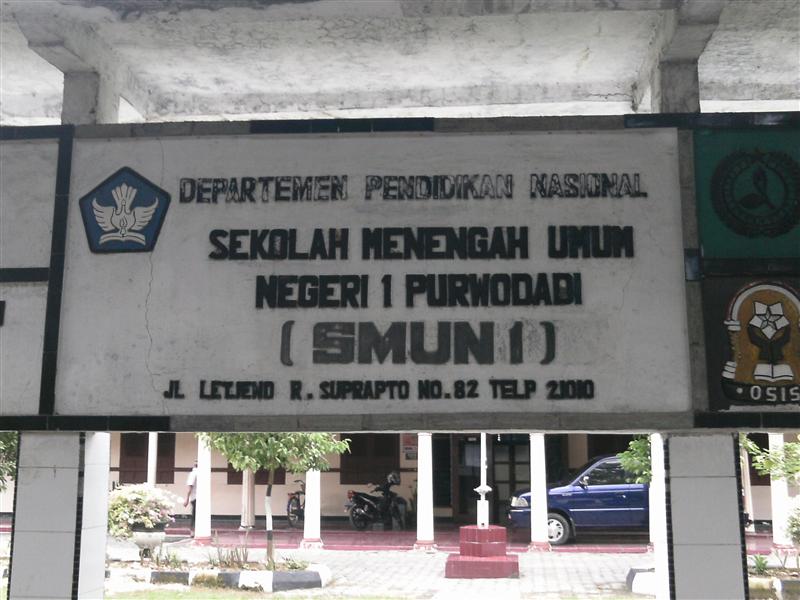 DEPARTEMEN PENDIDIKAN NASIONAL
SEKOLAH MENENGAH UMUM
NEGERI 1 PURWODADI
( SMUN 1 )
JL LETJEND R. SUPRAPTO NO. 82 TELP 21010
OSIS